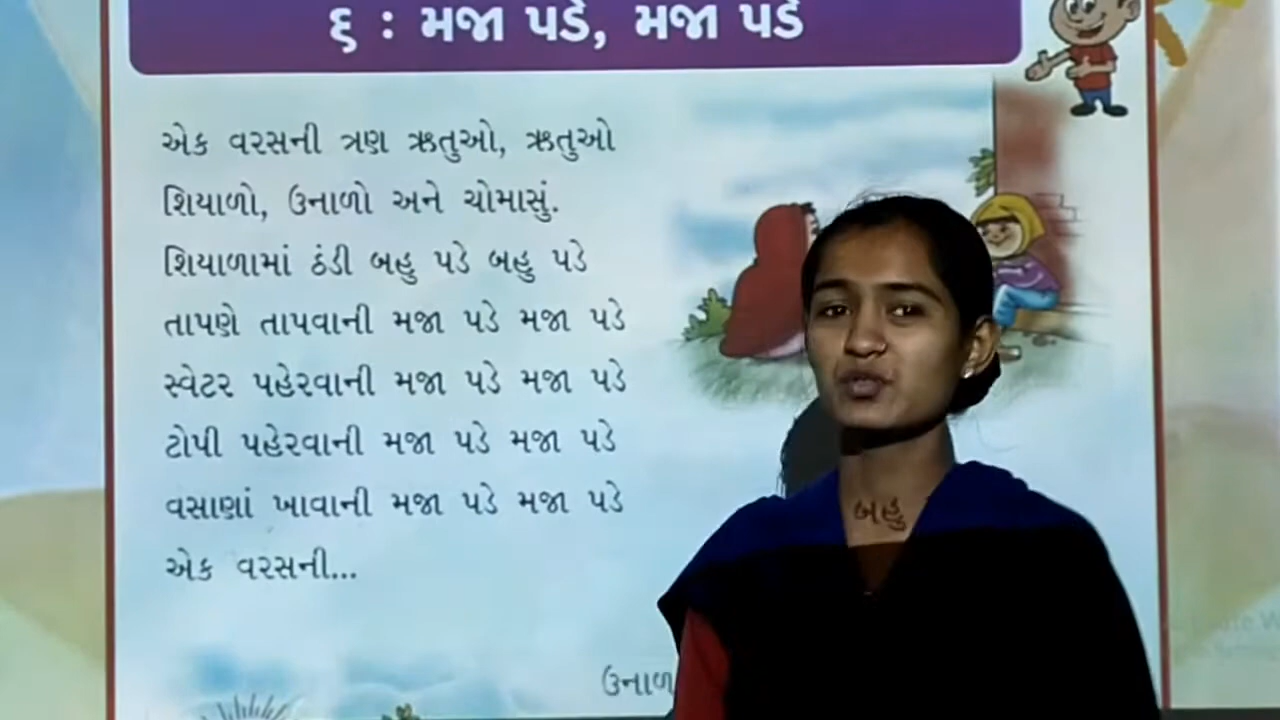 ૬ : મજા પડે, મજા પડે
એક વરસની ત્રણ ઋતુઓ, ઋતુઓ
શિયાળો, ઉનાળો અને ચોમાસું.
શિયાળામાં ઠંડી બહુ પડે બહુ પડે
તાપણે તાપવાની મજા પડે મજા પડે
સ્વેટર પહેરવાની મજા પડે મજા પડે
ટોપી પહેરવાની મજા પડે મજા પડે
વસાણાં ખાવાની મજા પડે મજા પડે
એક વરસની...
બહુ